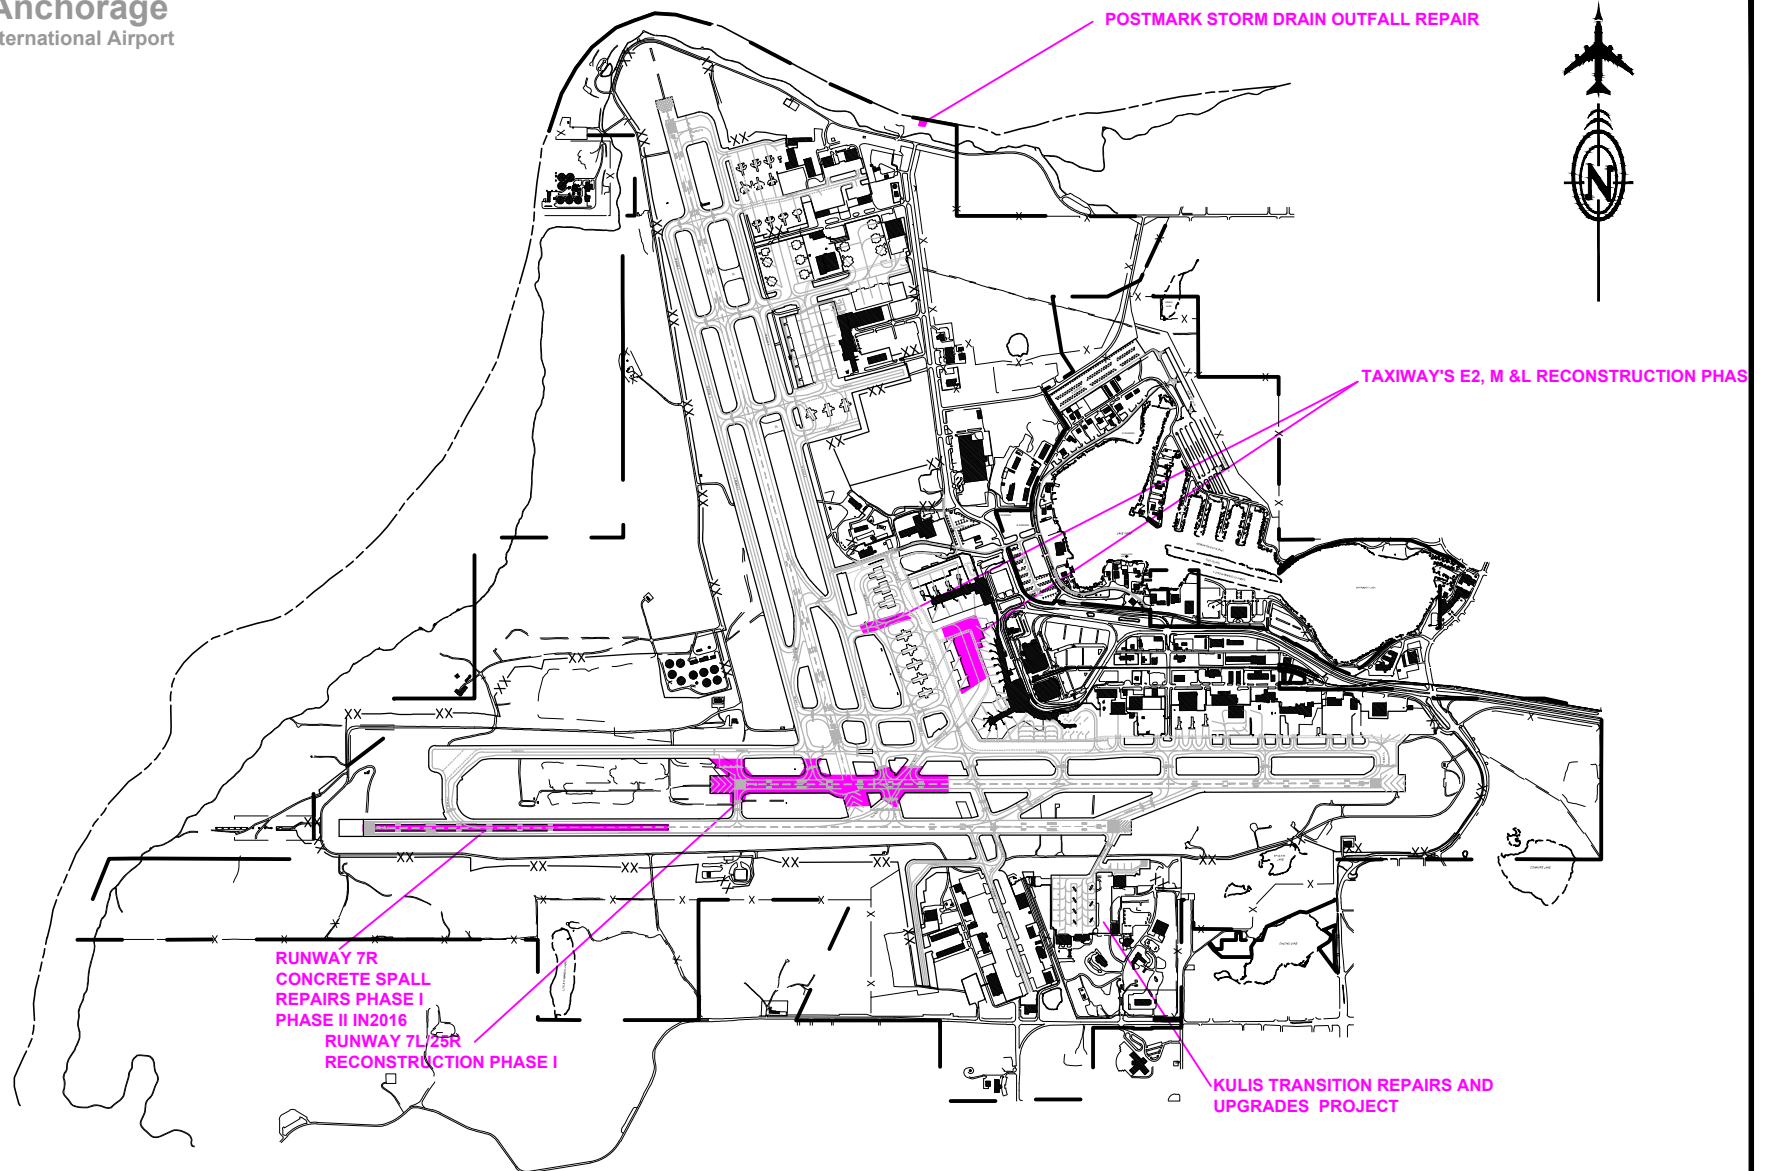 Anchorage
ternational Airport
POSTMARK STORM DRAIN OUTFALL REPAIR
N
TAXIWAY'S E2, M &L RECONSTRUCTION PHAS
RUNWAY 7R
CONCRETE SPALL
REPAIRS PHASE I
PHASE II IN2016
RUNWAY 7L/25R
RECONSTRUCTION PHASE I
KULIS TRANSITION REPAIRS AND
UPGRADES PROJECT